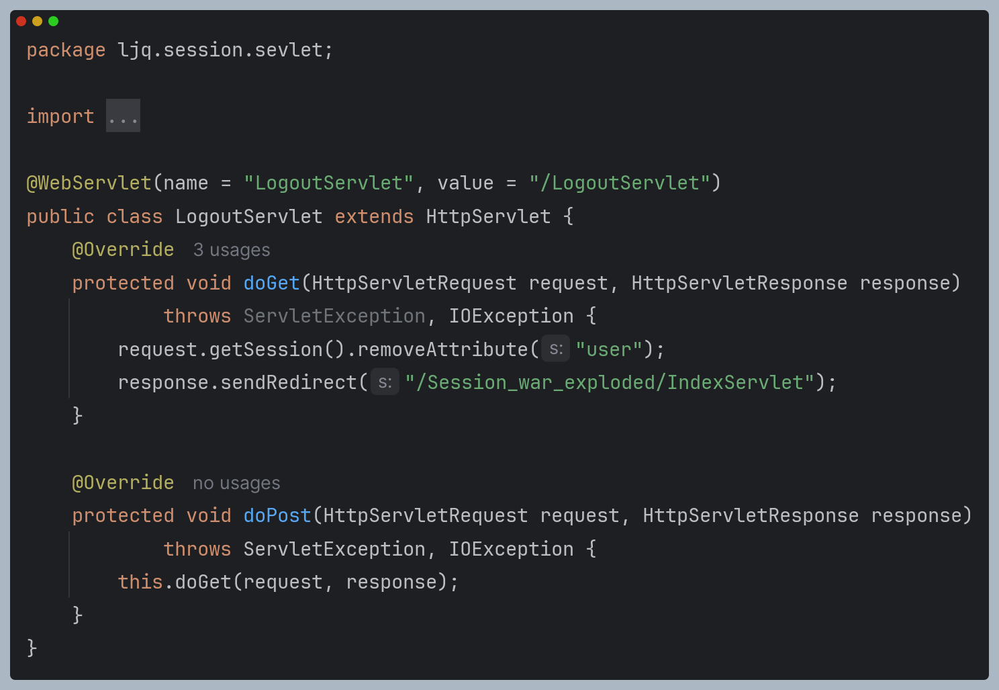 package ljq.session.sevlet;
import ...
@WebServlet(name = "LogoutServlet", value = "/LogoutServlet")
public class LogoutServlet extends HttpServlet {
@Override 3 usages
protected void doGet(HttpServletRequest request, HttpServletResponse response)
throws ServletException, IOException {
request.getSession().removeAttribute( s: "user");
response.sendRedirect( s: "/Session_war_exploded/IndexServlet");
}
@Override no usages
protected void doPost(HttpServletRequest request, HttpServletResponse response)
throws ServletException, IOException {
this.doGet(request, response);
}
}